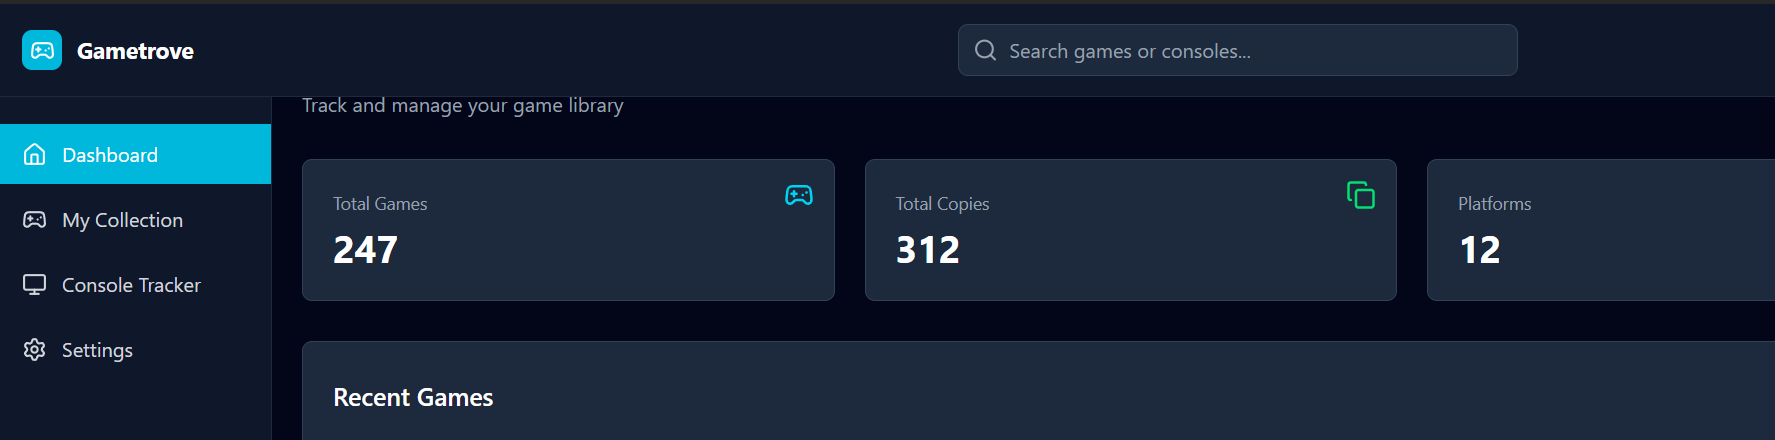 Gametrove
Search games or consoles...
Dashboard
My Collection
Console Tracker
Settings
Track and manage your game library
Total Games
247
Total Copies
312
Platforms
12
Recent Games